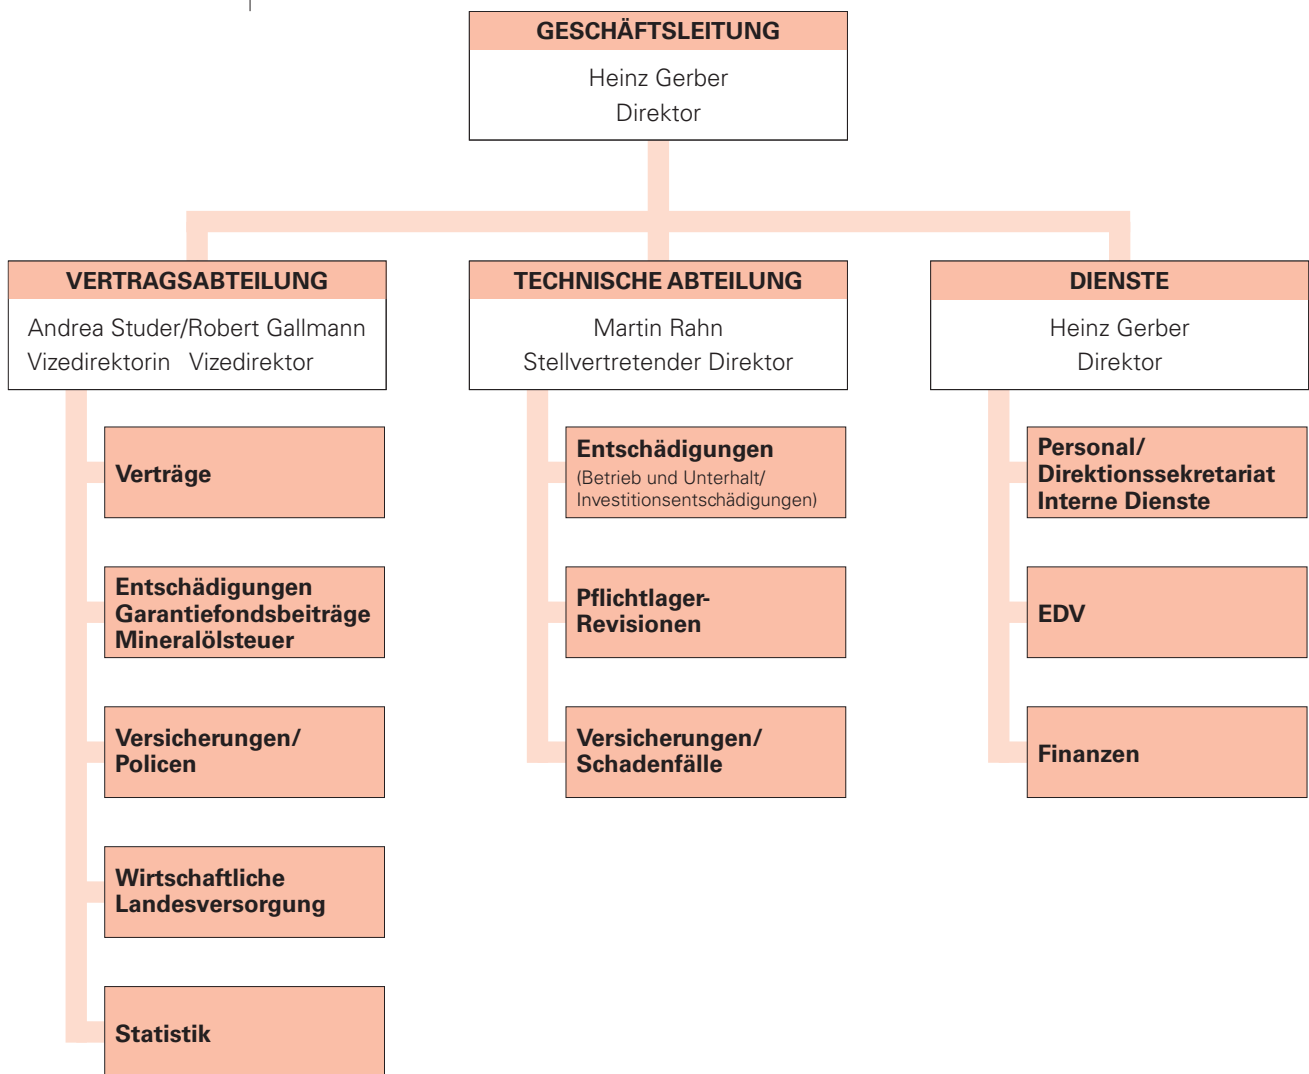 GESCHÄFTSLEITUNG
Heinz Gerber
Direktor
VERTRAGSABTEILUNG
Andrea Studer/Robert Gallmann
Vizedirektorin Vizedirektor
Verträge
Entschädigungen
Garantiefondsbeiträge
Mineralölsteuer
Versicherungen/
Policen
Wirtschaftliche
Landesversorgung
Statistik
TECHNISCHE ABTEILUNG
Martin Rahn
Stellvertretender Direktor
Entschädigungen
(Betrieb und Unterhalt/
Investitionsentschädigungen)
Pflichtlager-
Revisionen
Versicherungen/
Schadenfälle
DIENSTE
Heinz Gerber
Direktor
Personal/
Direktionssekretariat
Interne Dienste
EDV
Finanzen